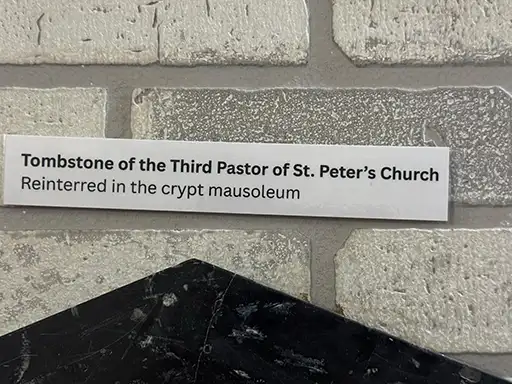 Tombstone of the Third Pastor of St. Peter’s Church
Reinterred in the crypt mausoleum